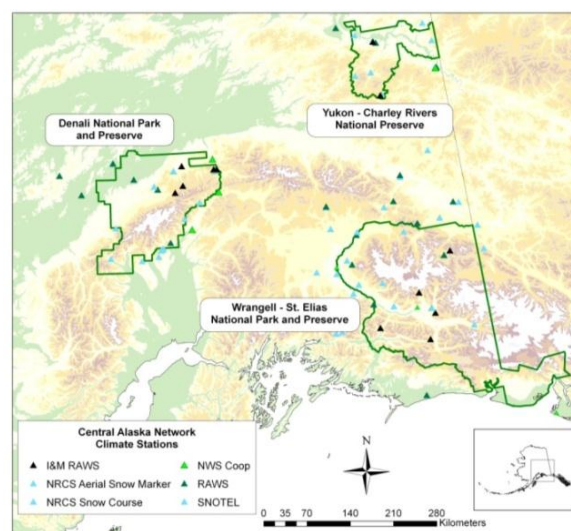 Yukon - Charley Rivers
National Preserve
Denali National Park
and Preserve
Wrangell - St. Elias
National Park and Preserve
Central Alaska Network
Climate Stations
I&M RAWS
NWS Coop
NRCS Aerial Snow Marker
RAWS
NRCS Snow Course
SNOTEL
N
0 35 70 140 210 280
Kilometers